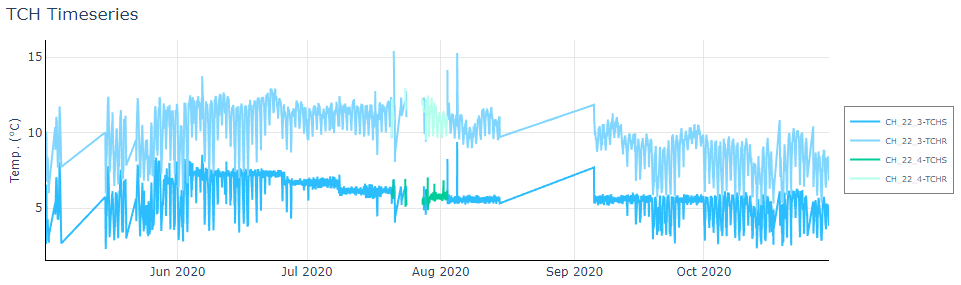 TCH Timeseries
15
10
5
Temp. (°C)
Jun 2020
Jul 2020
Aug 2020
Sep 2020
Oct 2020
CH_22_3-TCHS
CH_22_3-TCHR
CH_22_4-TCHS
CH_22_4-TCHR